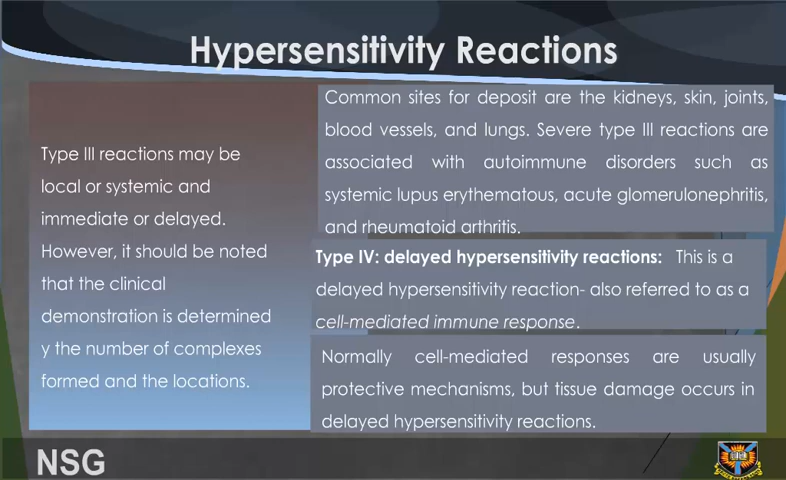 Hypersensitivity Reactions
Type III reactions may be
local or systemic and
immediate or delayed.
However, it should be noted
that the clinical
demonstration is determined
y the number of complexes
formed and the locations.
Common sites for deposit are the kidneys, skin, joints,
blood vessels, and lungs. Severe type III reactions are
associated with autoimmune disorders such as
systemic lupus erythematous, acute glomerulonephritis,
and rheumatoid arthritis.
Type IV: delayed hypersensitivity reactions: This is a
delayed hypersensitivity reaction- also referred to as a
cell-mediated immune response.
Normally cell-mediated responses are usually
protective mechanisms, but tissue damage occurs in
delayed hypersensitivity reactions.
NSG